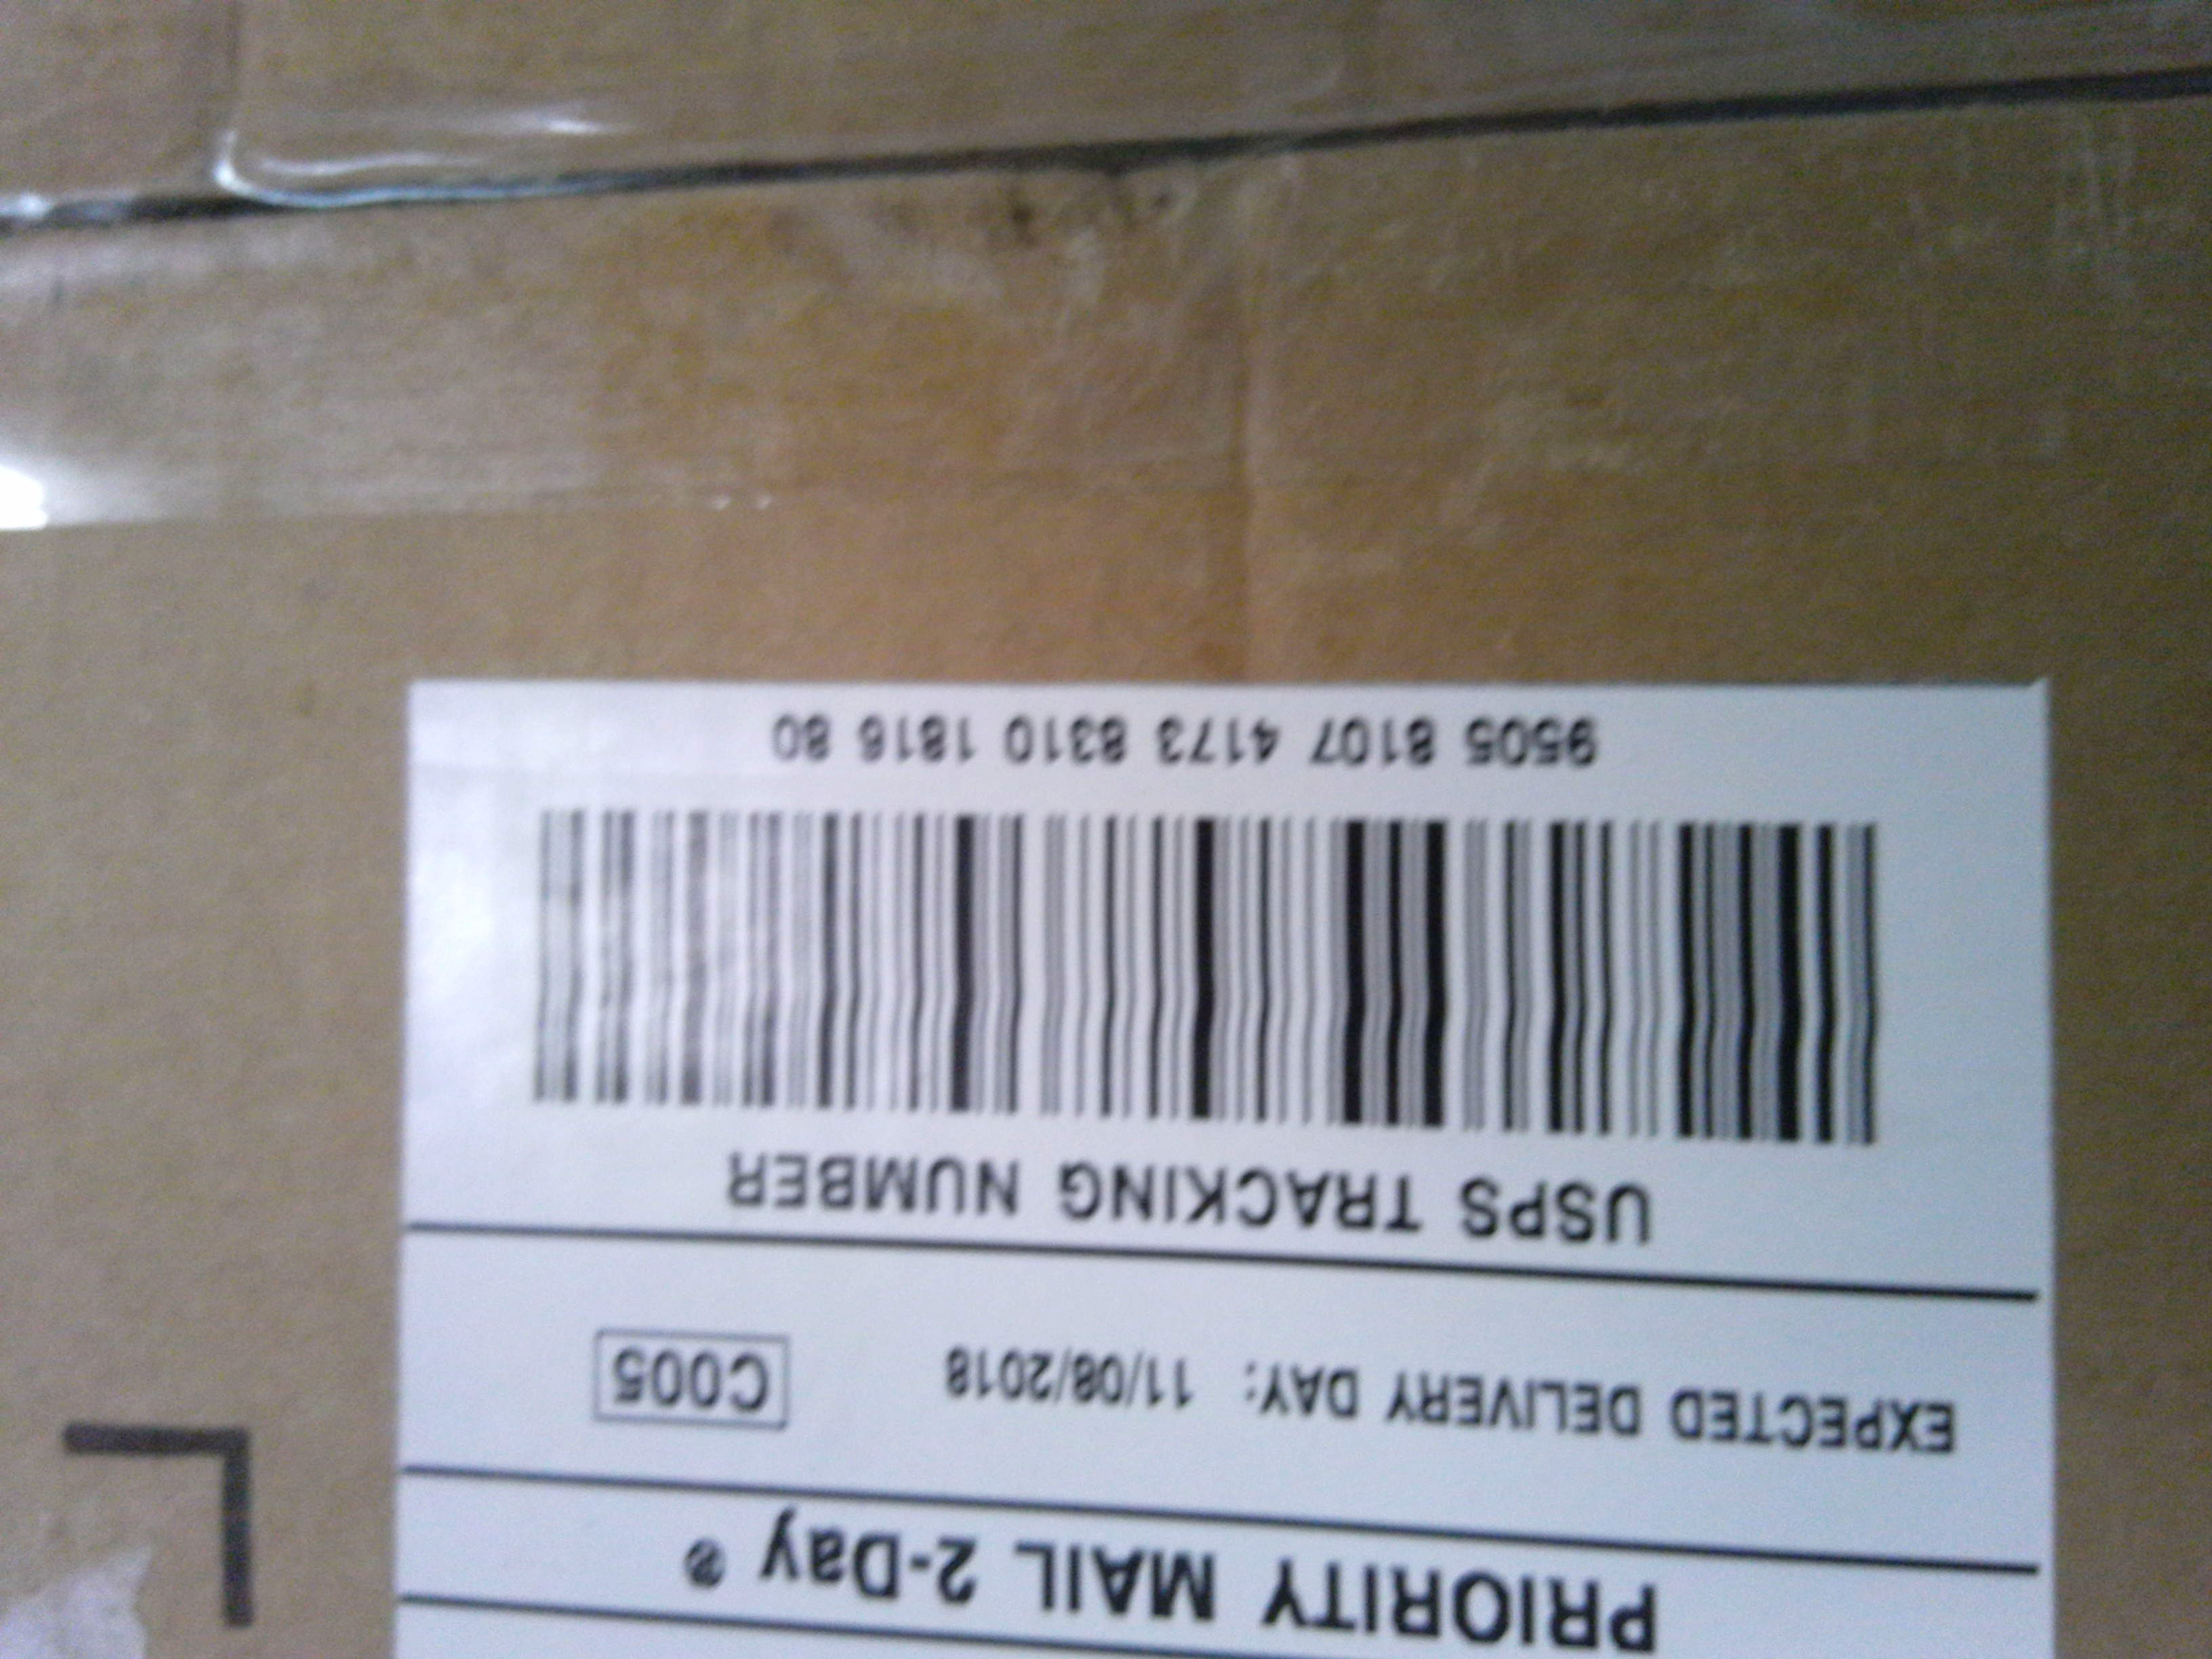 PRIORITY MAIL 2-Day ®
EXPECTED DELIVERY DAY: 11/08/2018
C005
USPS TRACKING NUMBER
9505 8107 4173 8310 1816 80